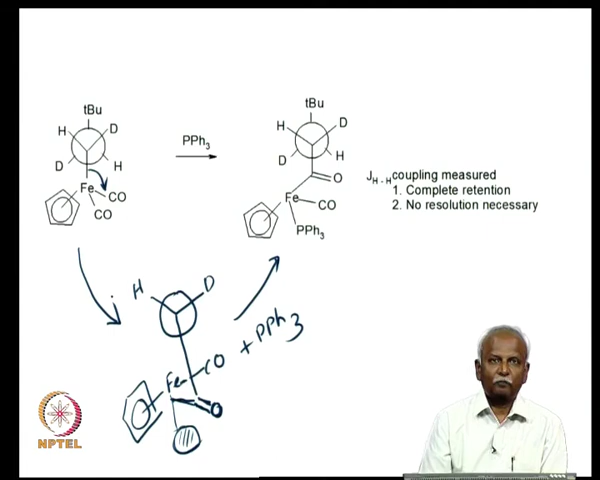 tBu
H
D
D
H
Fe
CO
CO
PPh3
tBu
H
D
D
H
O
Fe
CO
PPh3
JH-H coupling measured
1. Complete retention
2. No resolution necessary
H
D
Fe
CO
O
+PPh3
NPTEL